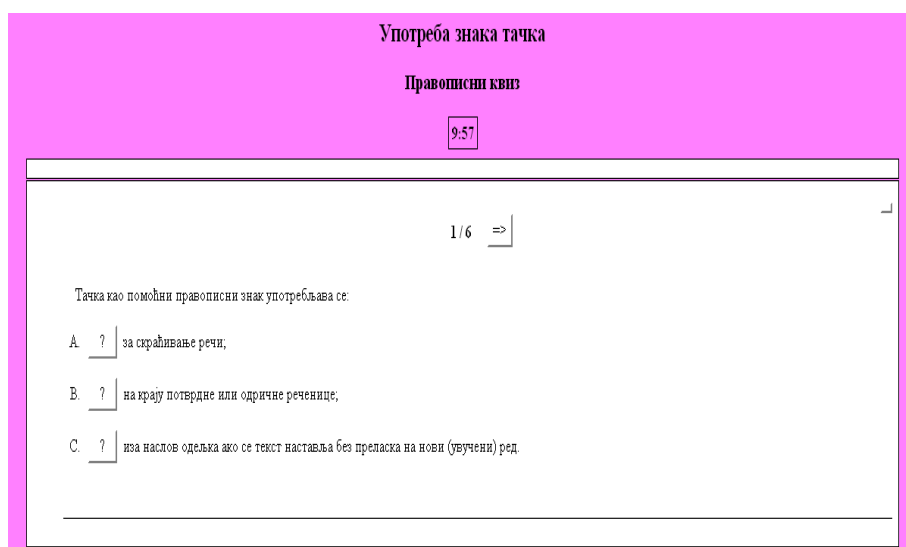 Употреба знака тачка
Правописни квиз
9:57
1 / 6 =>
Тачка као помоћни правописни знак употребљава се:
A. ? за скраћивање речи;
B. ? на крају потврдне или одричне реченице;
C. ? иза наслов одељка ако се текст наставља без преласка на нови (увучени) ред.